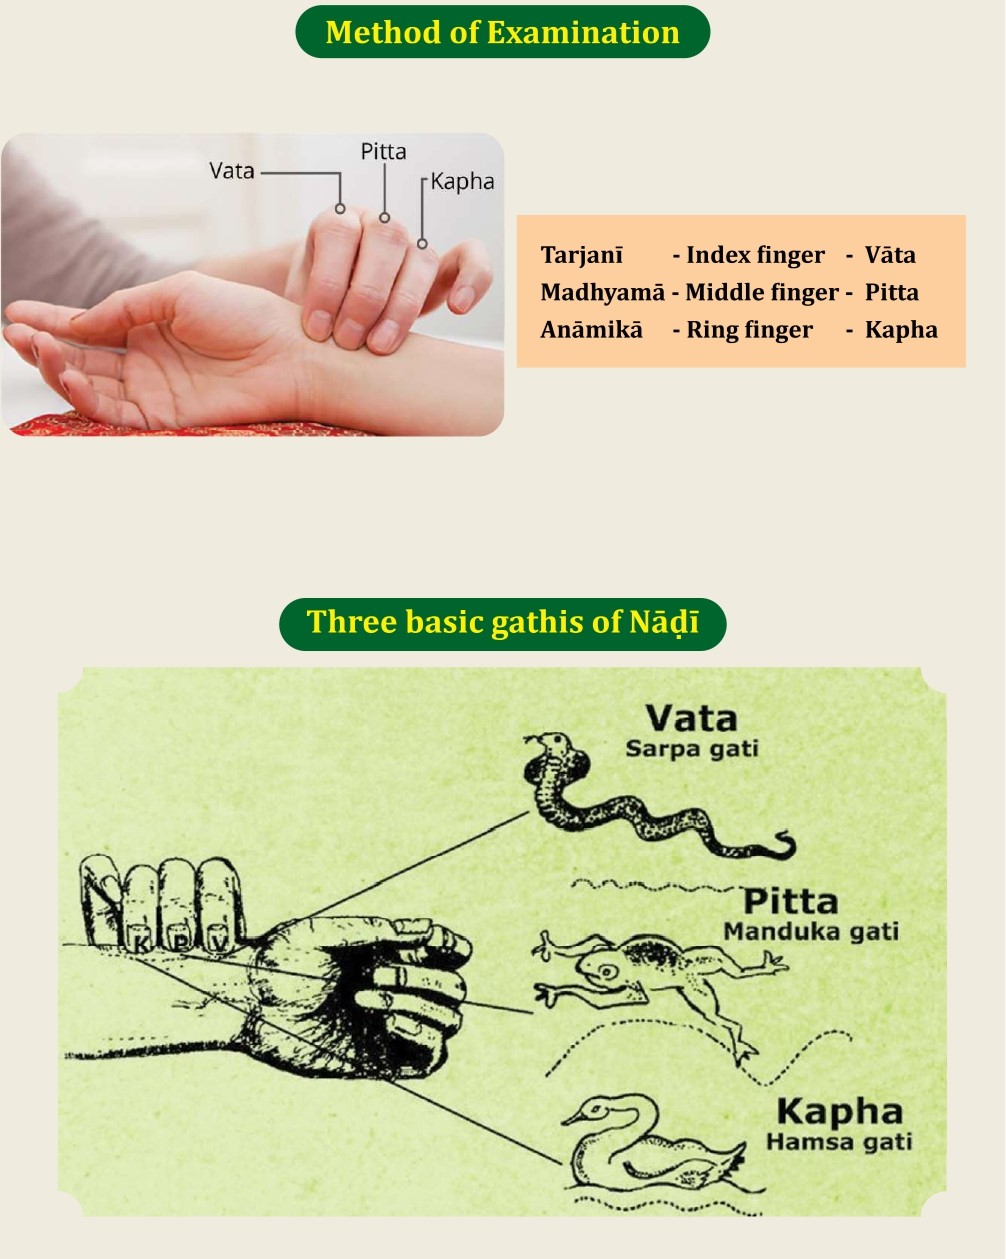 Method of Examination
Vata
Pitta
Kapha
Tarjanī - Index finger - Vāta
Madhyamā - Middle finger - Pitta
Anāmikā - Ring finger - Kapha
Three basic gathis of Nāḍī
Vata
Sarpa gati
Pitta
Manduka gati
K P V
Kapha
Hamsa gati